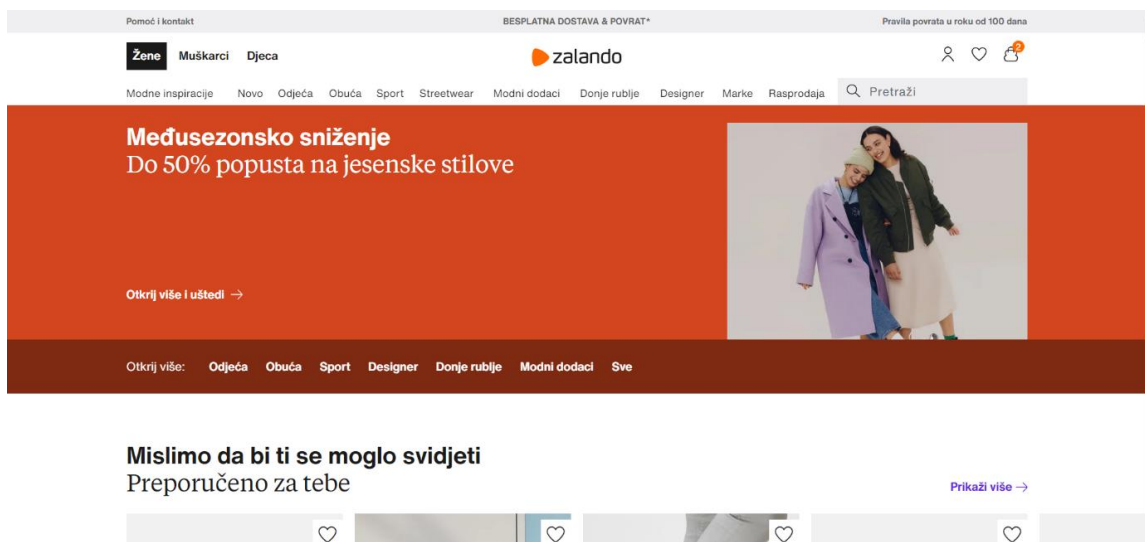 Pomoć i kontakt
BESPLATNA DOSTAVA & POVRAT*
Pravila povrata u roku od 100 dana
Žene Muškarci Djeca
zalando
2
Modne inspiracije Novo Odjeća Obuća Sport Streetwear Modni dodaci Donje rublje Designer Marke Rasprodaja
Pretraži
Međusezonsko sniženje
Do 50% popusta na jesenske stilove
Otkrij više i uštedi →
Otkrij više: Odjeća Obuća Sport Designer Donje rublje Modni dodaci Sve
Mislimo da bi ti se moglo svidjeti
Preporučeno za tebe
Prikaži više →